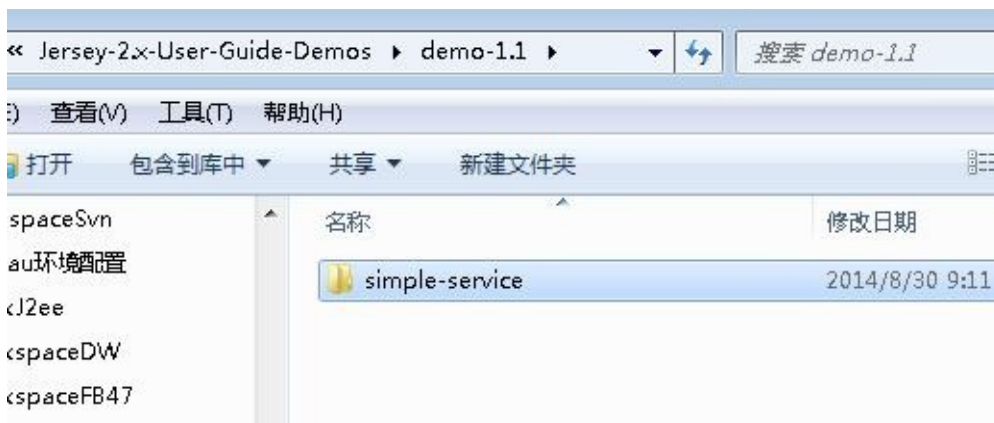 « Jersey-2.x-User-Guide-Demos ▸ demo-1.1 ▸ 搜索 demo-1.1
) 查看(V) 工具(T) 帮助(H)
打开 包含到库中 ▼ 共享 ▼ 新建文件夹
名称 修改日期
spaceSvn
au环境配置
simple-service 2014/8/30 9:11
J2ee
spaceDW
spaceFB47